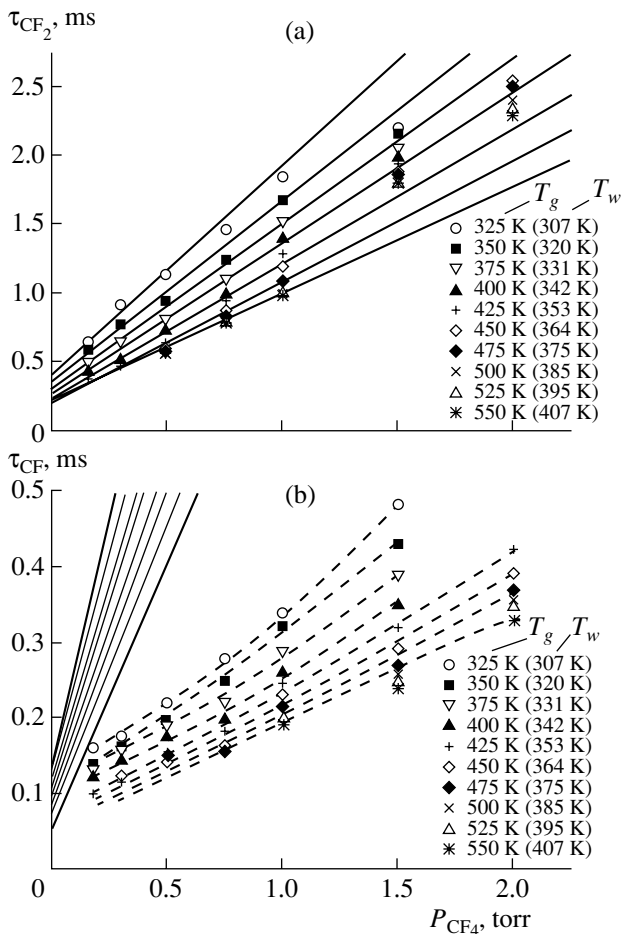 τCF₂, ms
(a)
2.5
2.0
1.5
1.0
0.5
0
Tg Tw
325 K (307 K)
350 K (320 K)
375 K (331 K)
400 K (342 K)
425 K (353 K)
450 K (364 K)
475 K (375 K)
500 K (385 K)
525 K (395 K)
550 K (407 K)
τCF, ms
(b)
0.5
0.4
0.3
0.2
0.1
0
Tg Tw
325 K (307 K)
350 K (320 K)
375 K (331 K)
400 K (342 K)
425 K (353 K)
450 K (364 K)
475 K (375 K)
500 K (385 K)
525 K (395 K)
550 K (407 K)
0.5 1.0 1.5 2.0
PCF₄, torr